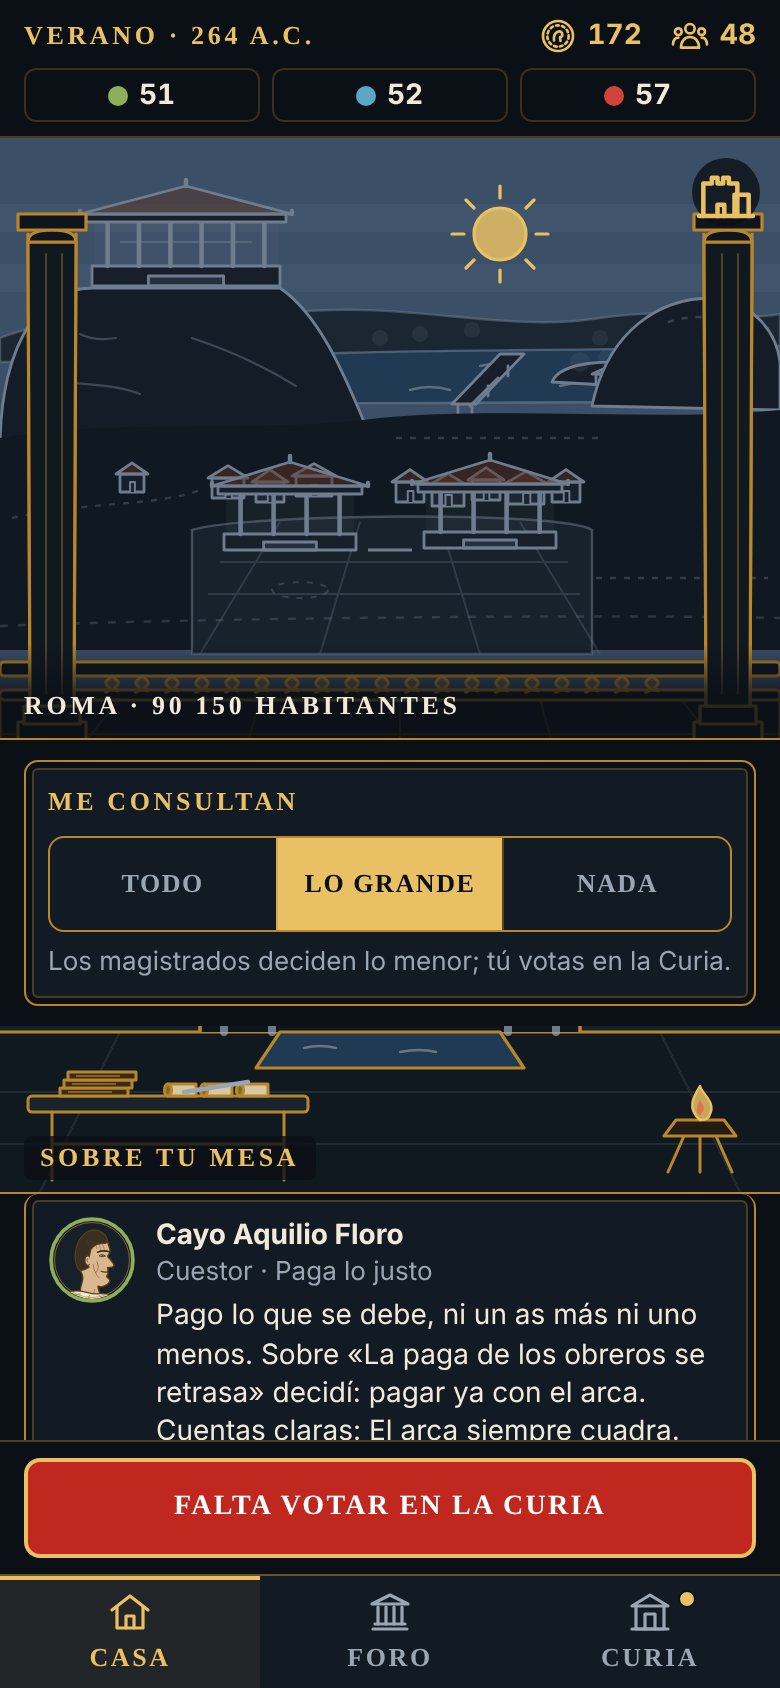 VERANO · 264 A.C.
172
48
51
52
57
ROMA · 90 150 HABITANTES
ME CONSULTAN
TODO
LO GRANDE
NADA
Los magistrados deciden lo menor; tú votas en la Curia.
SOBRE TU MESA
Cayo Aquilio Floro
Cuestor · Paga lo justo
Pago lo que se debe, ni un as más ni uno
menos. Sobre «La paga de los obreros se
retrasa» decidí: pagar ya con el arca.
Cuentas claras: El arca siempre cuadra.
FALTA VOTAR EN LA CURIA
CASA
FORO
CURIA